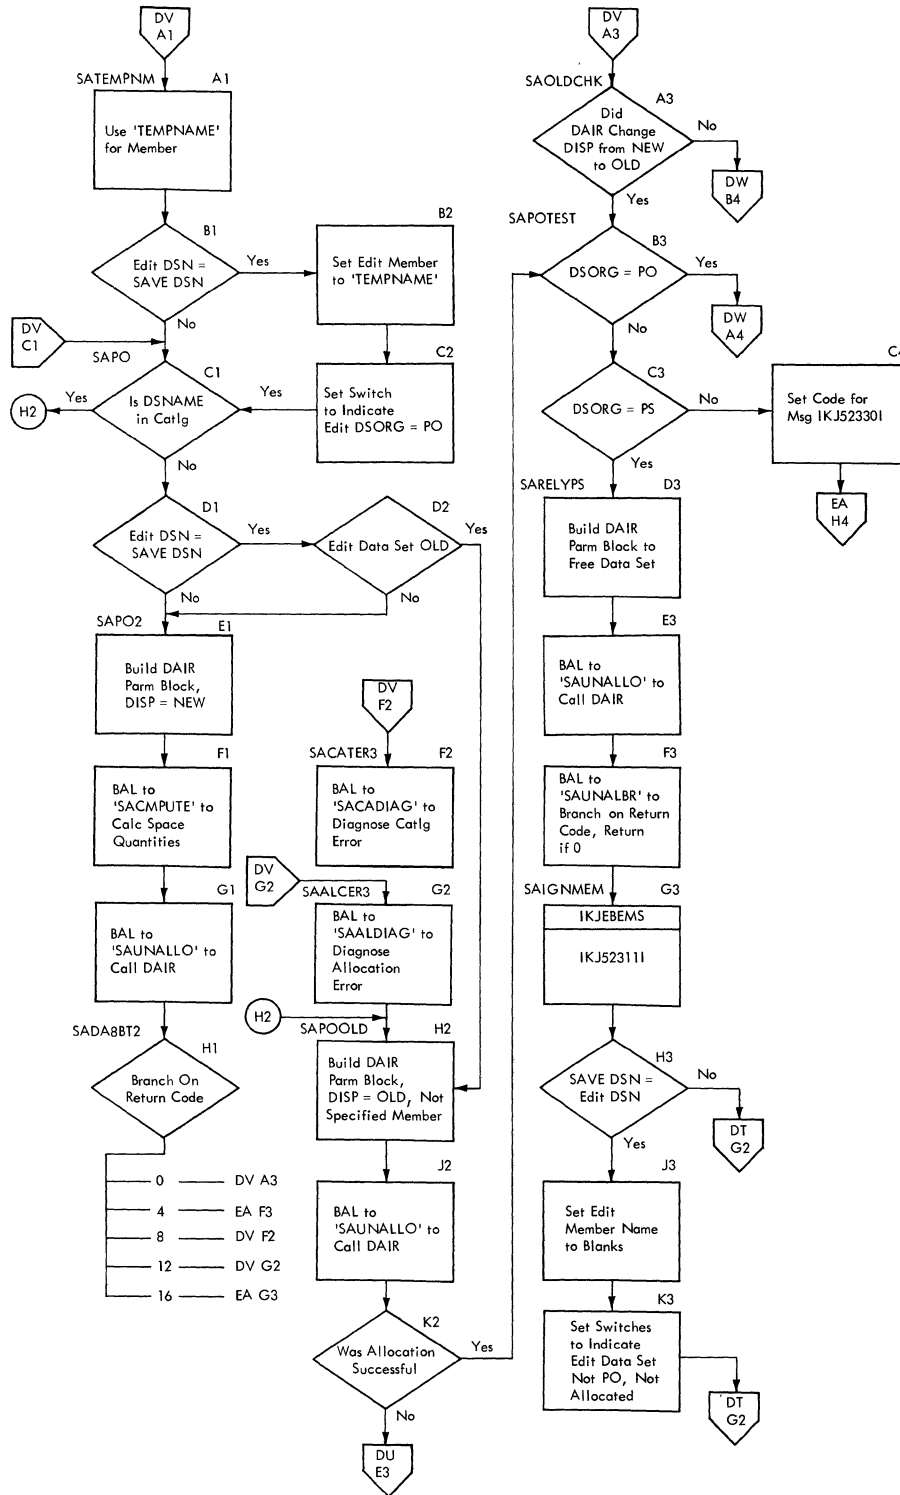 DV
A1
SATEMPNM
A1
Use 'TEMPNAME'
for Member
B1
Edit DSN =
SAVE DSN
Yes
No
B2
Set Edit Member
to 'TEMPNAME'
DV
C1
SAPO
C1
Is DSNAME
in Catlg
Yes
H2
Yes
No
C2
Set Switch
to Indicate
Edit DSORG = PO
D1
Edit DSN =
SAVE DSN
Yes
No
D2
Edit Data Set OLD
Yes
No
SAPO2
E1
Build DAIR
Parm Block,
DISP = NEW
F1
BAL to
'SACMPUTE' to
Calc Space
Quantities
G1
BAL to
'SAUNALLO' to
Call DAIR
SADA8BT2
H1
Branch On
Return Code
0 DV A3
4 EA F3
8 DV F2
12 DV G2
16 EA G3
DV
F2
SACATER3
F2
BAL to
'SACADIAG' to
Diagnose Catlg
Error
DV
G2
SAALCER3
G2
BAL to
'SAALDIAG' to
Diagnose
Allocation
Error
H2
SAPOOLD
H2
Build DAIR
Parm Block,
DISP = OLD, Not
Specified Member
J2
BAL to
'SAUNALLO' to
Call DAIR
K2
Was Allocation
Successful
Yes
No
DU
E3
DV
A3
SAOLDCHK
A3
Did
DAIR Change
DISP from NEW
to OLD
No
DW
B4
Yes
SAPOTEST
B3
DSORG = PO
Yes
DW
A4
No
C3
DSORG = PS
No
Yes
C4
Set Code for
Msg IKJ52330I
EA
H4
SARELYPS
D3
Build DAIR
Parm Block to
Free Data Set
E3
BAL to
'SAUNALLO' to
Call DAIR
F3
BAL to
'SAUNALBR' to
Branch on Return
Code, Return
if 0
SAIGNMEM
G3
IKJEBEMS
IKJ52311I
H3
SAVE DSN =
Edit DSN
No
DT
G2
Yes
J3
Set Edit
Member Name
to Blanks
K3
Set Switches
to Indicate
Edit Data Set
Not PO, Not
Allocated
DT
G2